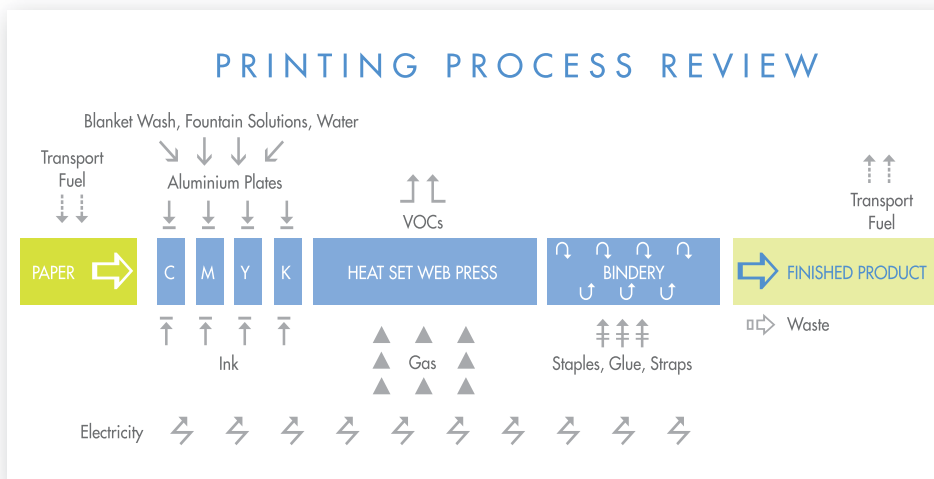 PRINTING PROCESS REVIEW
Blanket Wash, Fountain Solutions, Water
Transport
Fuel
Aluminium Plates
VOCs
Transport
Fuel
PAPER
C
M
Y
K
HEAT SET WEB PRESS
BINDERY
FINISHED PRODUCT
Waste
Ink
Gas
Staples, Glue, Straps
Electricity